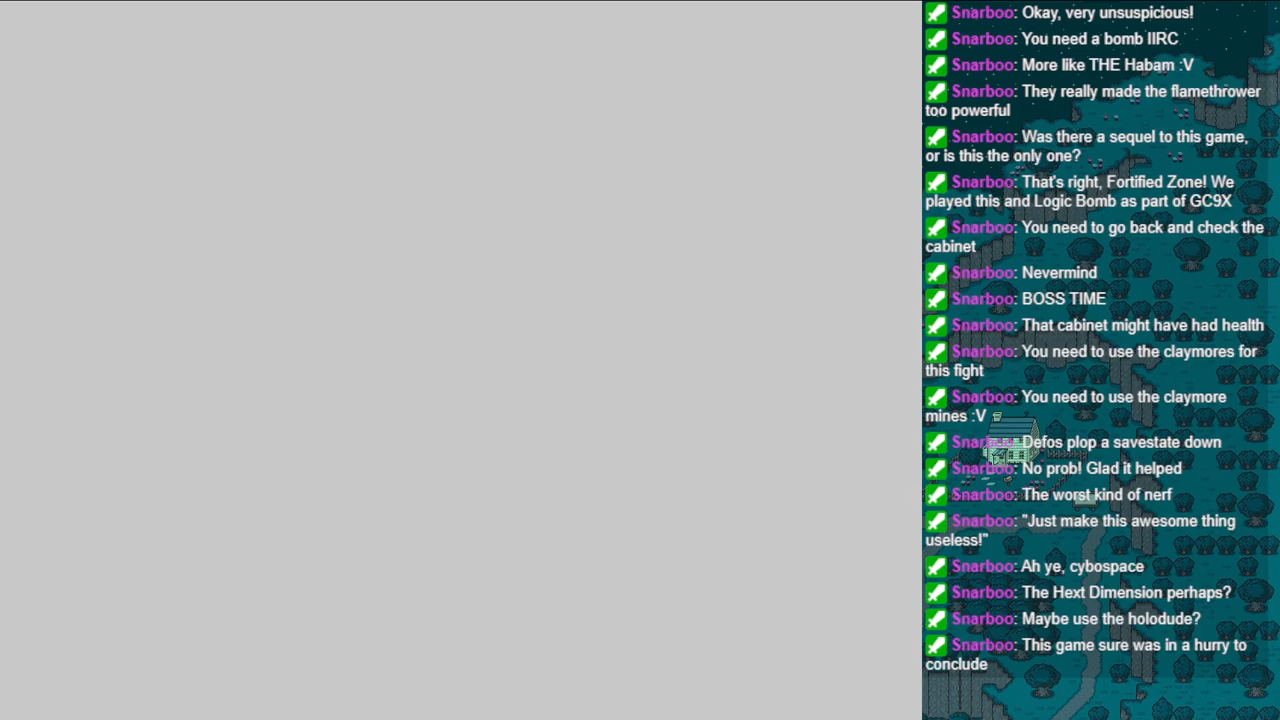 Snarboo: Okay, very unsuspicious!
Snarboo: You need a bomb IIRC
Snarboo: More like THE Habam :V
Snarboo: They really made the flamethrower
too powerful
Snarboo: Was there a sequel to this game,
or is this the only one?
Snarboo: That's right, Fortified Zone! We
played this and Logic Bomb as part of GC9X
Snarboo: You need to go back and check the
cabinet
Snarboo: Nevermind
Snarboo: BOSS TIME
Snarboo: That cabinet might have had health
Snarboo: You need to use the claymores for
this fight
Snarboo: You need to use the claymore
mines :V
Snarboo: Defos plop a savestate down
Snarboo: No prob! Glad it helped
Snarboo: The worst kind of nerf
Snarboo: "Just make this awesome thing
useless!"
Snarboo: Ah ye, cybospace
Snarboo: The Hext Dimension perhaps?
Snarboo: Maybe use the holodude?
Snarboo: This game sure was in a hurry to
conclude